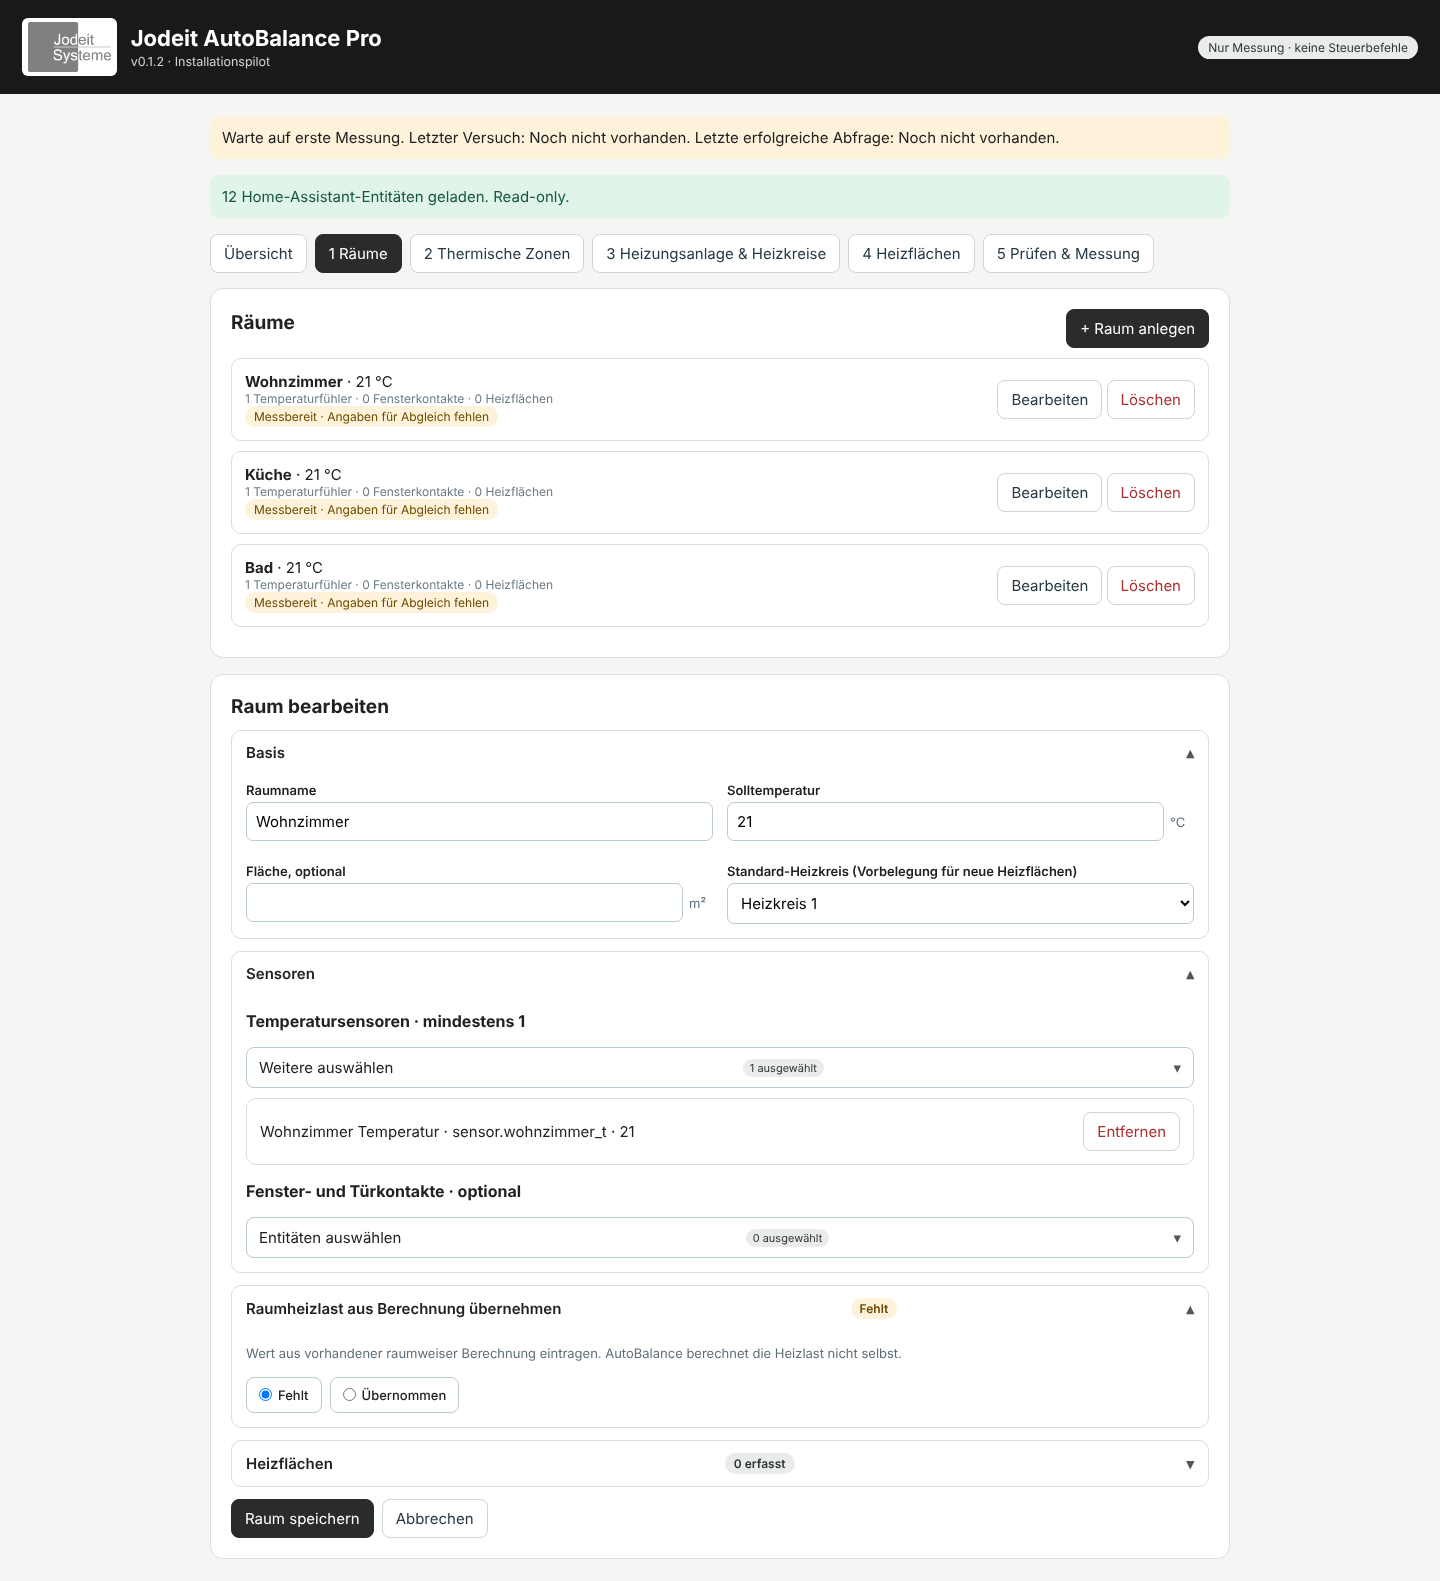 Jodeit
Systeme
Jodeit AutoBalance Pro
v0.1.2 · Installationspilot
Nur Messung · keine Steuerbefehle
Warte auf erste Messung. Letzter Versuch: Noch nicht vorhanden. Letzte erfolgreiche Abfrage: Noch nicht vorhanden.
12 Home-Assistant-Entitäten geladen. Read-only.
Übersicht
1 Räume
2 Thermische Zonen
3 Heizungsanlage & Heizkreise
4 Heizflächen
5 Prüfen & Messung
Räume
+ Raum anlegen
Wohnzimmer · 21 °C
1 Temperaturfühler · 0 Fensterkontakte · 0 Heizflächen
Messbereit · Angaben für Abgleich fehlen
Bearbeiten
Löschen
Küche · 21 °C
1 Temperaturfühler · 0 Fensterkontakte · 0 Heizflächen
Messbereit · Angaben für Abgleich fehlen
Bearbeiten
Löschen
Bad · 21 °C
1 Temperaturfühler · 0 Fensterkontakte · 0 Heizflächen
Messbereit · Angaben für Abgleich fehlen
Bearbeiten
Löschen
Raum bearbeiten
Basis
Raumname
Wohnzimmer
Solltemperatur
21
°C
Fläche, optional
m²
Standard-Heizkreis (Vorbelegung für neue Heizflächen)
Heizkreis 1
Sensoren
Temperatursensoren · mindestens 1
Weitere auswählen
1 ausgewählt
Wohnzimmer Temperatur · sensor.wohnzimmer_t · 21
Entfernen
Fenster- und Türkontakte · optional
Entitäten auswählen
0 ausgewählt
Raumheizlast aus Berechnung übernehmen
Fehlt
Wert aus vorhandener raumweiser Berechnung eintragen. AutoBalance berechnet die Heizlast nicht selbst.
Fehlt
Übernommen
Heizflächen
0 erfasst
Raum speichern
Abbrechen